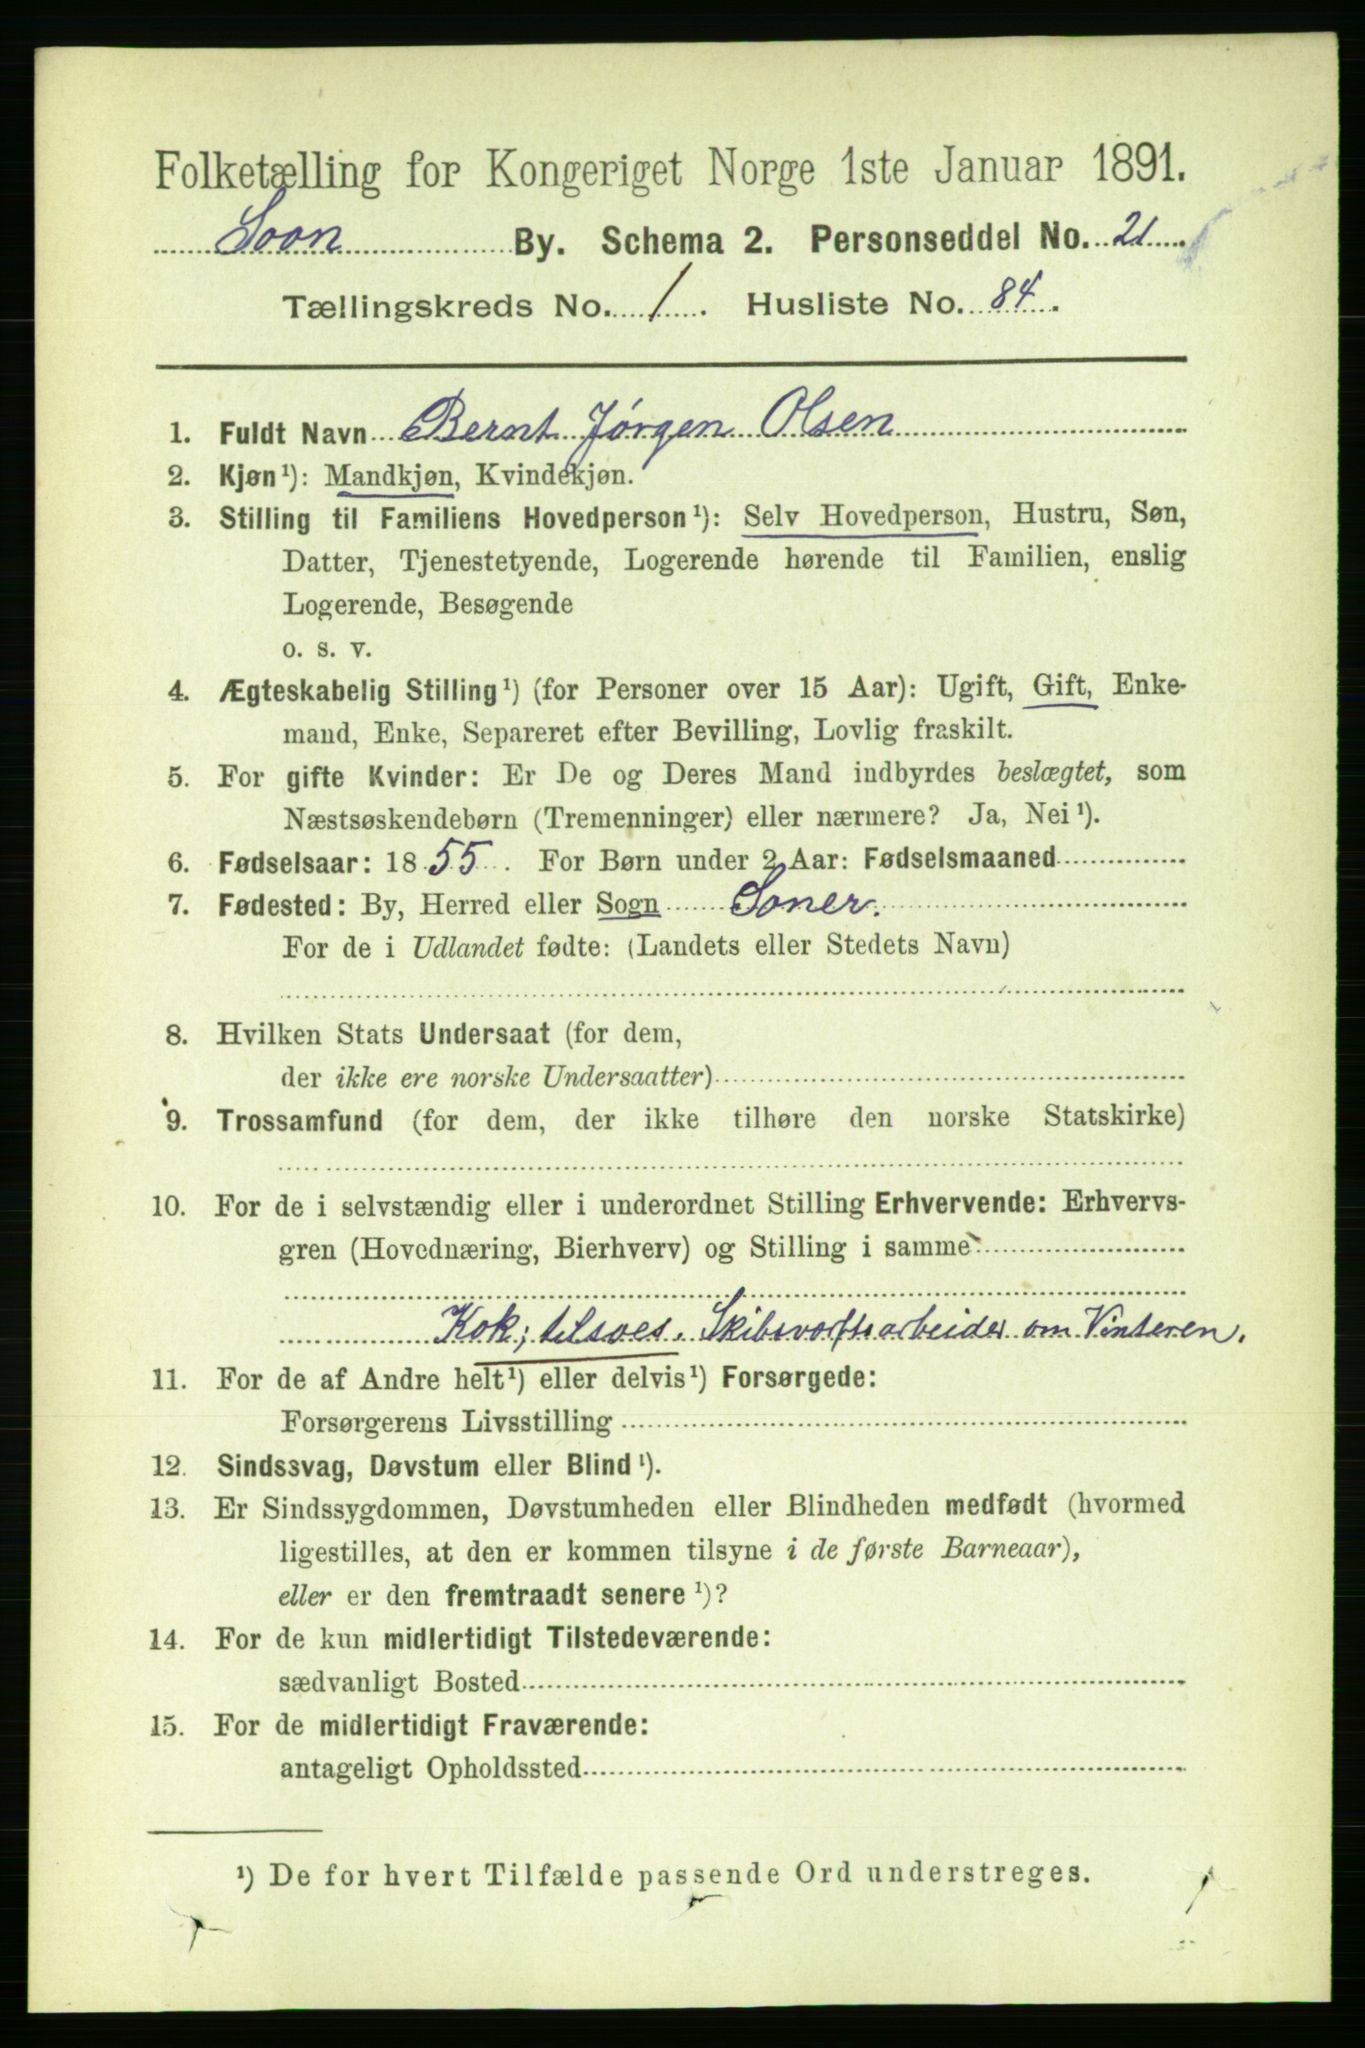 Folketælling for Kongeriget Norge 1ste Januar 1891.
Soon By. Schema 2. Personseddel No. 21
Tællingskreds No. 1. Husliste No. 84.
1. Fuldt Navn Bernt Jørgen Olsen
2. Kjøn¹): Mandkjøn, Kvindekjøn.
3. Stilling til Familiens Hovedperson¹): Selv Hovedperson, Hustru, Søn,
Datter, Tjenestetyende, Logerende hørende til Familien, enslig
Logerende, Besøgende
o. s. v.
4. Ægteskabelig Stilling¹) (for Personer over 15 Aar): Ugift, Gift, Enke-
mand, Enke, Separeret efter Bevilling, Lovlig fraskilt.
5. For gifte Kvinder: Er De og Deres Mand indbyrdes beslægtet, som
Næstsøskendebørn (Tremenninger) eller nærmere? Ja, Nei¹).
6. Fødselsaar: 1855. For Børn under 2 Aar: Fødselsmaaned
7. Fødested: By, Herred eller Sogn Soner.
For de i Udlandet fødte: (Landets eller Stedets Navn)
8. Hvilken Stats Undersaat (for dem,
der ikke ere norske Undersaatter)
9. Trossamfund (for dem, der ikke tilhøre den norske Statskirke)
10. For de i selvstændig eller i underordnet Stilling Erhvervende: Erhvervs-
gren (Hovednæring, Bierhverv) og Stilling i samme
Kok; tilsøes. Skibsværftsarbeider om Vinteren.
11. For de af Andre helt¹) eller delvis¹) Forsørgede:
Forsørgerens Livsstilling
12. Sindssvag, Døvstum eller Blind¹).
13. Er Sindssygdommen, Døvstumheden eller Blindheden medfødt (hvormed
ligestilles, at den er kommen tilsyne i de første Barneaar),
eller er den fremtraadt senere¹)?
14. For de kun midlertidigt Tilstedeværende:
sædvanligt Bosted
15. For de midlertidigt Fraværende:
antageligt Opholdssted
¹) De for hvert Tilfælde passende Ord understreges.